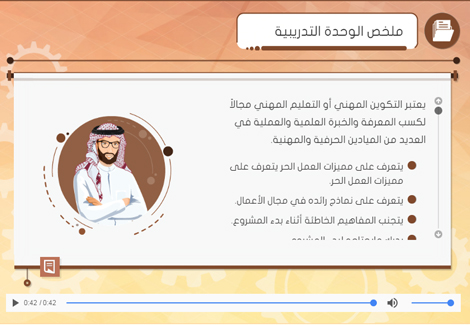 ملخص الوحدة التدريبية
يعتبر التكوين المهني أو التعليم المهني مجالاً
لكسب المعرفة والخبرة العلمية والعملية في
العديد من الميادين الحرفية والمهنية.
يتعرف على مميزات العمل الحر يتعرف على
مميزات العمل الحر.
يتعرف على نماذج رائده في مجال الأعمال.
يتجنب المفاهيم الخاطئة أثناء بدء المشروع.
0:42 / 0:42